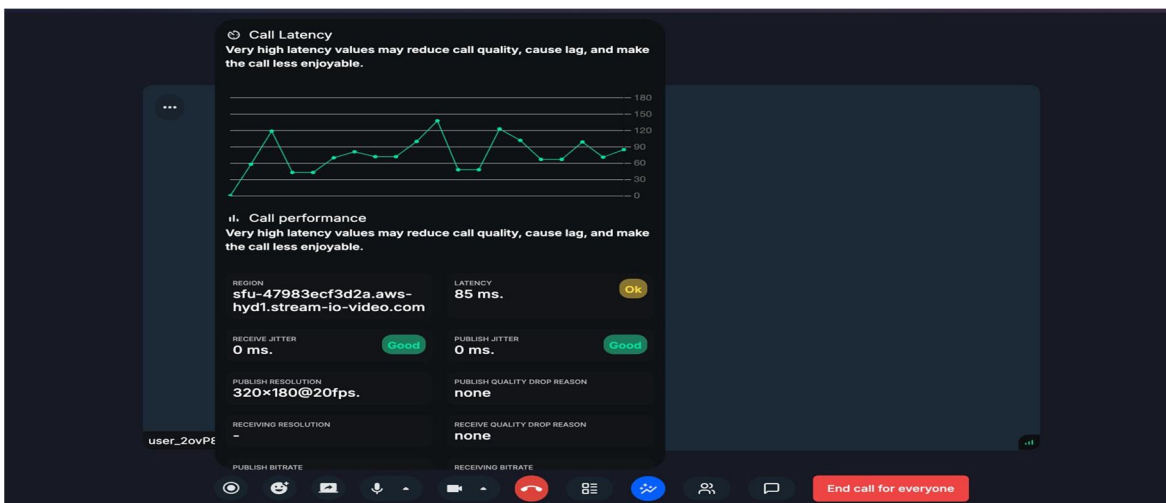 Call Latency
Very high latency values may reduce call quality, cause lag, and make
the call less enjoyable.
180
150
120
90
60
30
0
Call performance
Very high latency values may reduce call quality, cause lag, and make
the call less enjoyable.
REGION
sfu-47983ecf3d2a.aws-
hyd1.stream-io-video.com
LATENCY
85 ms.
Ok
RECEIVE JITTER
0 ms.
Good
PUBLISH JITTER
0 ms.
Good
PUBLISH RESOLUTION
320×180@20fps.
PUBLISH QUALITY DROP REASON
none
RECEIVING RESOLUTION
-
RECEIVE QUALITY DROP REASON
none
user_2ovP8
PUBLISH BITRATE
RECEIVING BITRATE
End call for everyone